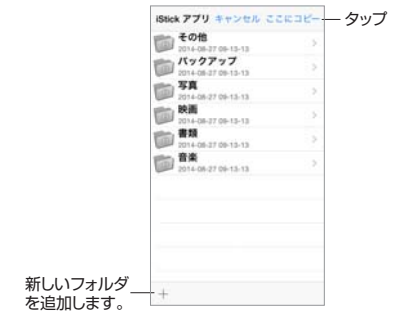 iStick アプリ キャンセル ここにコピー
タップ
その他
2014-08-27 09-13-13
バックアップ
2014-08-27 09-13-13
写真
2014-08-27 09-13-13
映画
2014-08-27 09-13-13
書類
2014-08-27 09-13-13
音楽
2014-08-27 09-13-13
新しいフォルダ
を追加します。